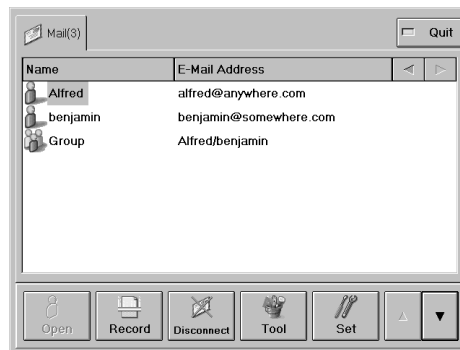 Mail(3)
Quit
Name E-Mail Address
Alfred alfred@anywhere.com
benjamin benjamin@somewhere.com
Group Alfred/benjamin
Open Record Disconnect Tool Set